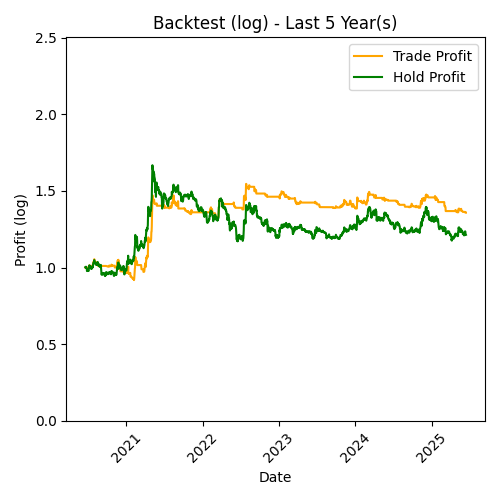 Backtest (log) - Last 5 Year(s)
Trade Profit
Hold Profit
Profit (log)
2.5
2.0
1.5
1.0
0.5
0.0
2021
2022
2023
2024
2025
Date